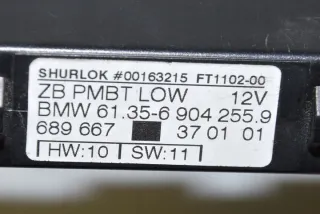 SHURLOK #00163215 FT1102-00
ZB PMBT LOW 12V
BMW 61.35-6 904 255.9
689 667 37 01 01
HW:10 SW:11